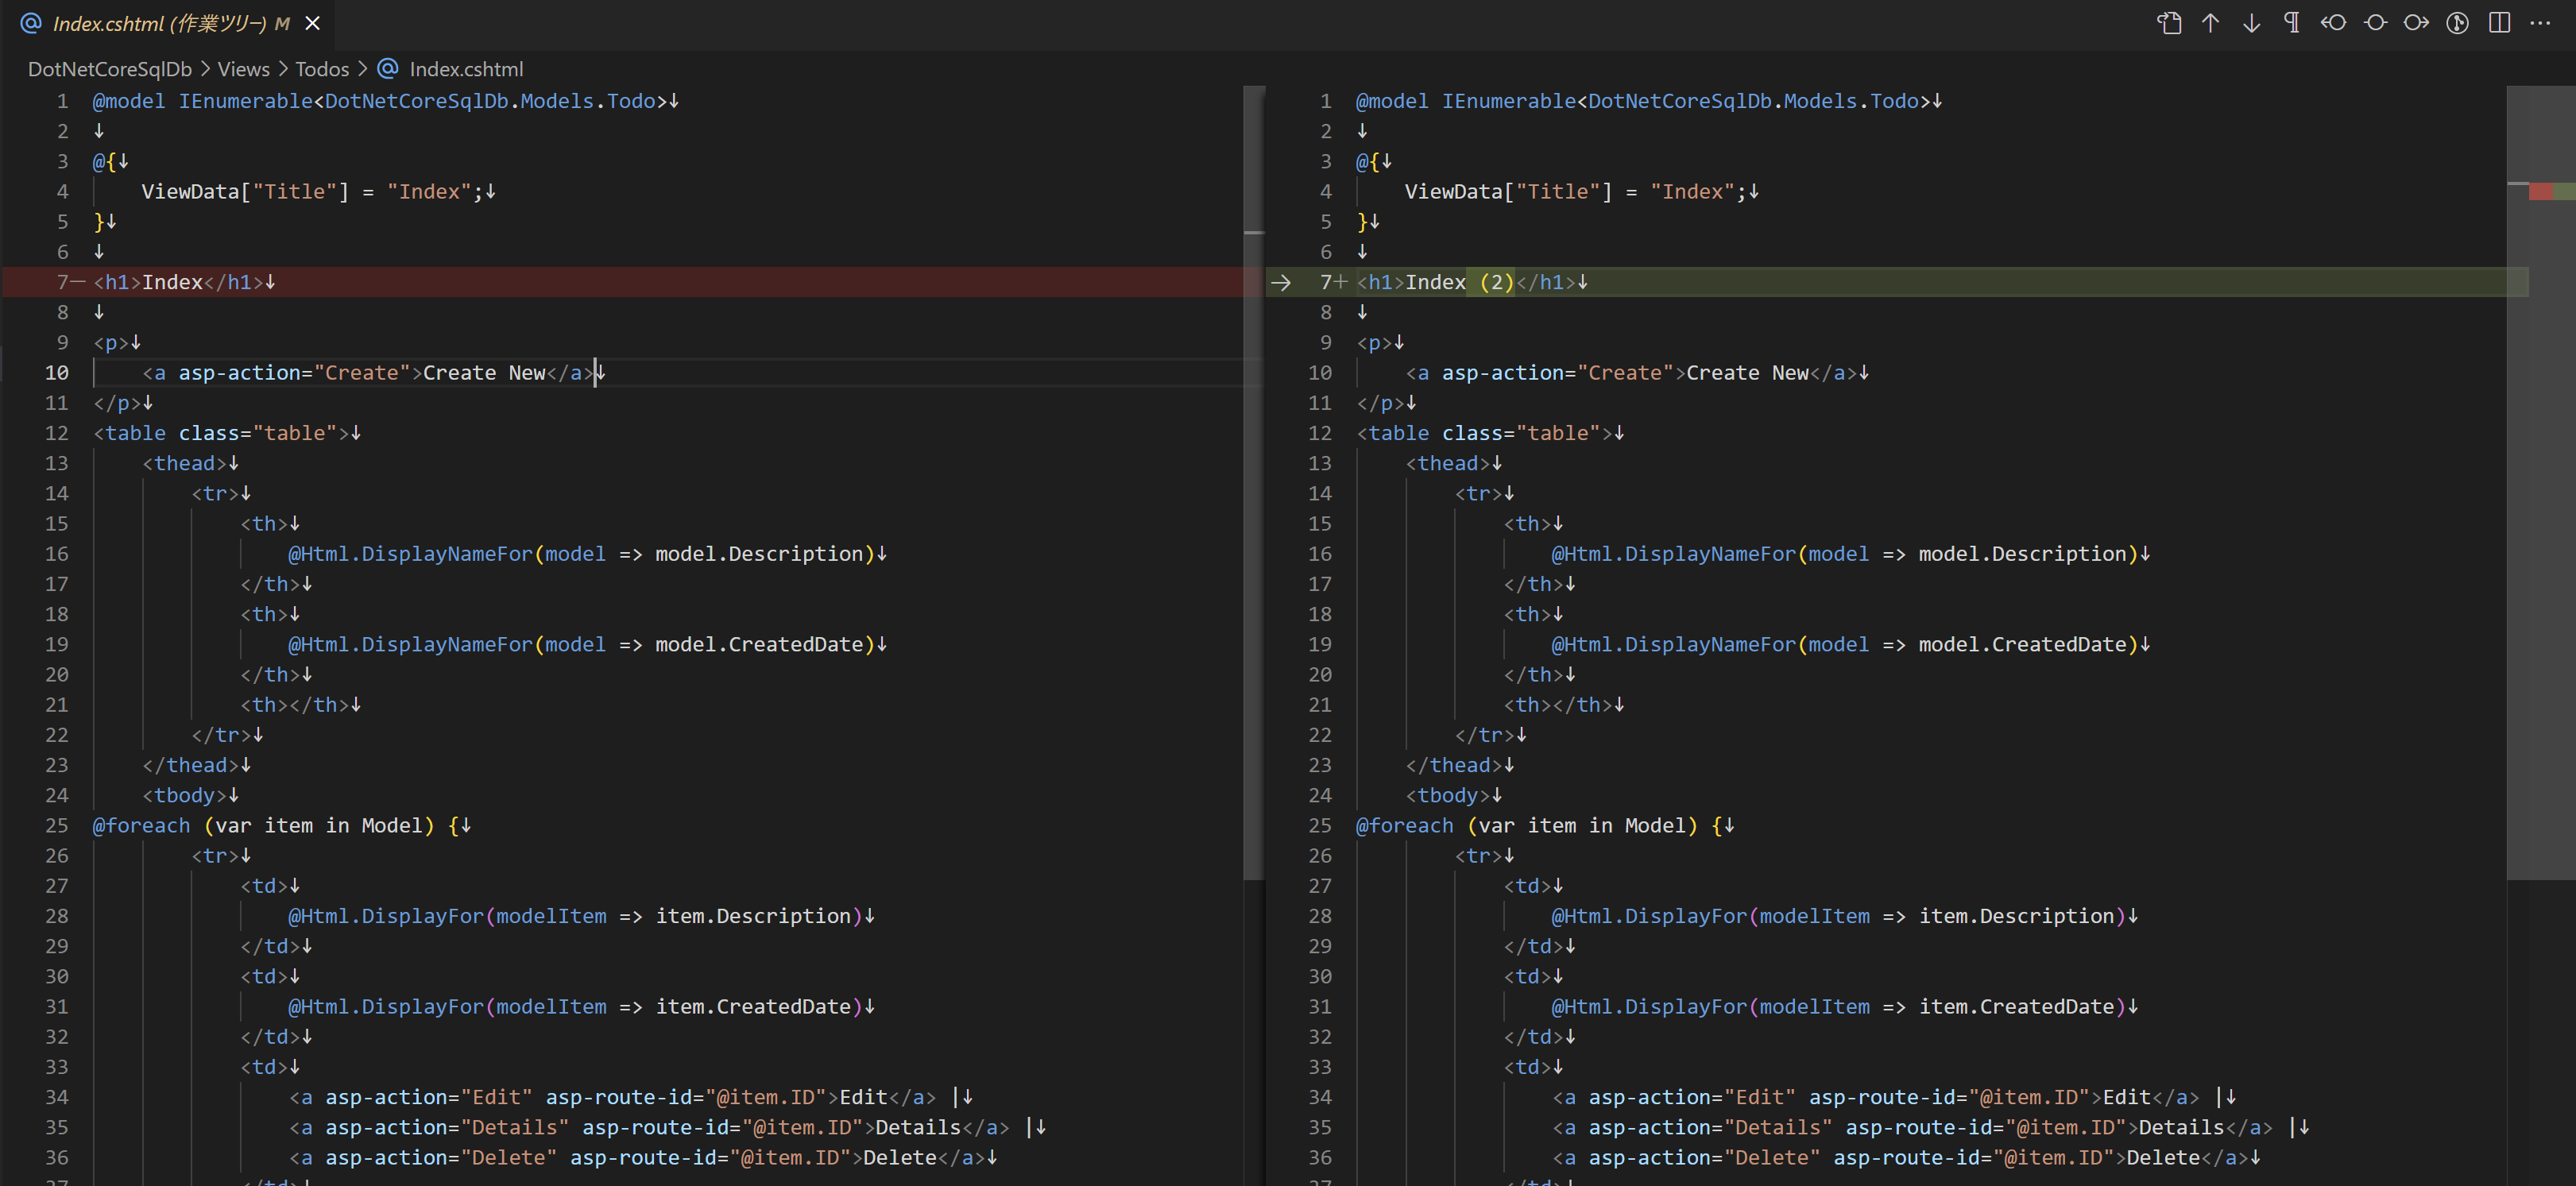 Index.cshtml (作業ツリー) M
DotNetCoreSqlDb > Views > Todos > Index.cshtml
1 @model IEnumerable<DotNetCoreSqlDb.Models.Todo>↓
2 ↓
3 @{↓
4 ViewData["Title"] = "Index";↓
5 }↓
6 ↓
7− <h1>Index</h1>↓
8 ↓
9 <p>↓
10 <a asp-action="Create">Create New</a>↓
11 </p>↓
12 <table class="table">↓
13 <thead>↓
14 <tr>↓
15 <th>↓
16 @Html.DisplayNameFor(model => model.Description)↓
17 </th>↓
18 <th>↓
19 @Html.DisplayNameFor(model => model.CreatedDate)↓
20 </th>↓
21 <th></th>↓
22 </tr>↓
23 </thead>↓
24 <tbody>↓
25 @foreach (var item in Model) {↓
26 <tr>↓
27 <td>↓
28 @Html.DisplayFor(modelItem => item.Description)↓
29 </td>↓
30 <td>↓
31 @Html.DisplayFor(modelItem => item.CreatedDate)↓
32 </td>↓
33 <td>↓
34 <a asp-action="Edit" asp-route-id="@item.ID">Edit</a> |↓
35 <a asp-action="Details" asp-route-id="@item.ID">Details</a> |↓
36 <a asp-action="Delete" asp-route-id="@item.ID">Delete</a>↓
1 @model IEnumerable<DotNetCoreSqlDb.Models.Todo>↓
2 ↓
3 @{↓
4 ViewData["Title"] = "Index";↓
5 }↓
6 ↓
7+ <h1>Index (2)</h1>↓
8 ↓
9 <p>↓
10 <a asp-action="Create">Create New</a>↓
11 </p>↓
12 <table class="table">↓
13 <thead>↓
14 <tr>↓
15 <th>↓
16 @Html.DisplayNameFor(model => model.Description)↓
17 </th>↓
18 <th>↓
19 @Html.DisplayNameFor(model => model.CreatedDate)↓
20 </th>↓
21 <th></th>↓
22 </tr>↓
23 </thead>↓
24 <tbody>↓
25 @foreach (var item in Model) {↓
26 <tr>↓
27 <td>↓
28 @Html.DisplayFor(modelItem => item.Description)↓
29 </td>↓
30 <td>↓
31 @Html.DisplayFor(modelItem => item.CreatedDate)↓
32 </td>↓
33 <td>↓
34 <a asp-action="Edit" asp-route-id="@item.ID">Edit</a> |↓
35 <a asp-action="Details" asp-route-id="@item.ID">Details</a> |↓
36 <a asp-action="Delete" asp-route-id="@item.ID">Delete</a>↓